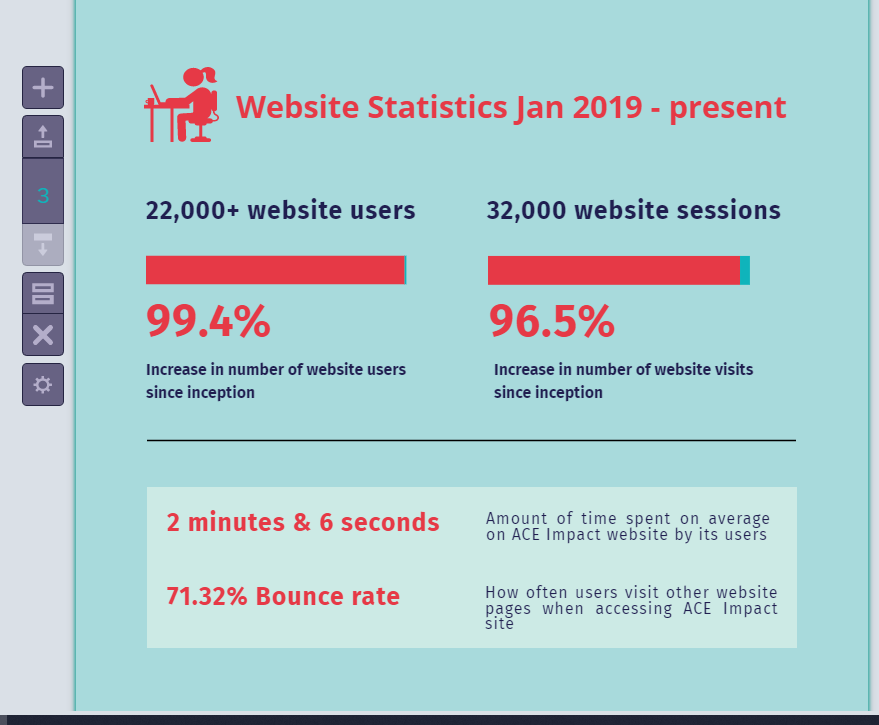 Website Statistics Jan 2019 - present
3
22,000+ website users
32,000 website sessions
99.4%
96.5%
Increase in number of website users
since inception
Increase in number of website visits
since inception
2 minutes & 6 seconds
Amount of time spent on average
on ACE Impact website by its users
71.32% Bounce rate
How often users visit other website
pages when accessing ACE Impact
site